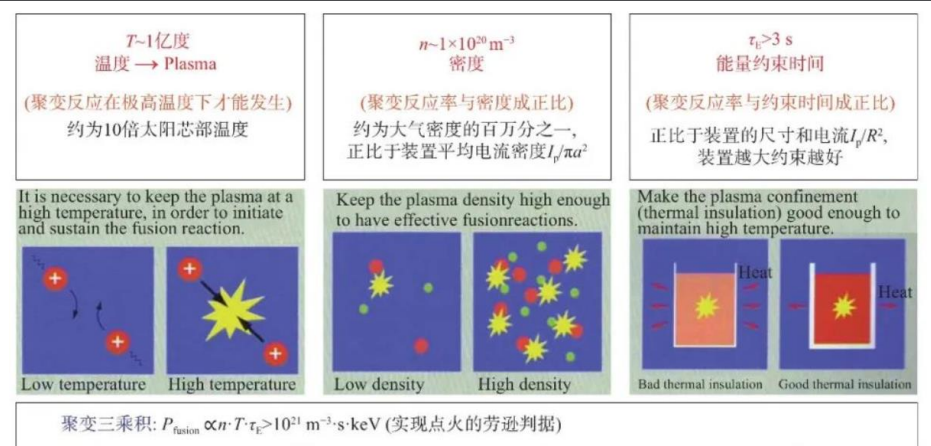 T~1亿度
温度 → Plasma
(聚变反应在极高温度下才能发生)
约为10倍太阳芯部温度
n~1×10²⁰ m⁻³
密度
(聚变反应率与密度成正比)
约为大气密度的百万分之一,
正比于装置平均电流密度Iₚ/πa²
τ_E>3 s
能量约束时间
(聚变反应率与约束时间成正比)
正比于装置的尺寸和电流Iₚ/R²,
装置越大约束越好
It is necessary to keep the plasma at a
high temperature, in order to initiate
and sustain the fusion reaction.
+
+
Low temperature
+
+
High temperature
Keep the plasma density high enough
to have effective fusionreactions.
Low density
High density
Make the plasma confinement
(thermal insulation) good enough to
maintain high temperature.
Heat
Heat
Bad thermal insulation
Good thermal insulation
聚变三乘积: P_fusion ∝n·T·τ_E>10²¹ m⁻³·s·keV (实现点火的劳逊判据)